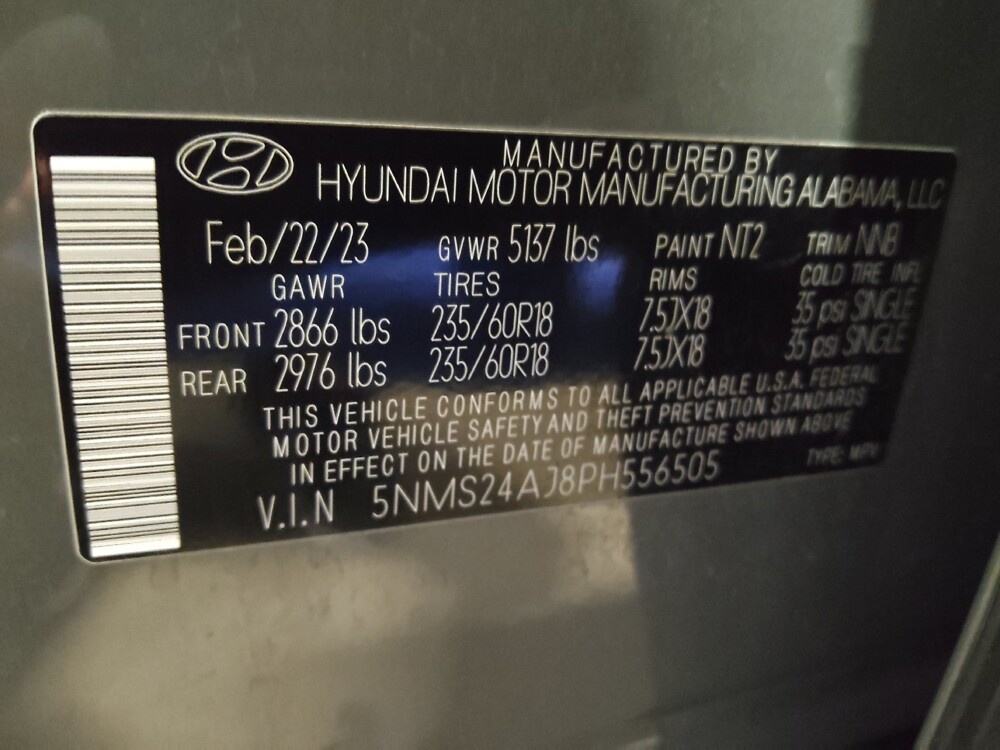 MANUFACTURED BY
HYUNDAI MOTOR MANUFACTURING ALABAMA, LLC
Feb/22/23 GVWR 5137 lbs PAINT NT2 TRIM NNB
GAWR TIRES RIMS COLD TIRE INFL
FRONT 2866 lbs 235/60R18 7.5JX18 35 psi SINGLE
REAR 2976 lbs 235/60R18 7.5JX18 35 psi SINGLE
THIS VEHICLE CONFORMS TO ALL APPLICABLE U.S.A. FEDERAL
MOTOR VEHICLE SAFETY AND THEFT PREVENTION STANDARDS
IN EFFECT ON THE DATE OF MANUFACTURE SHOWN ABOVE
V.I.N 5NMS24AJ8PH556505 TYPE: MPV